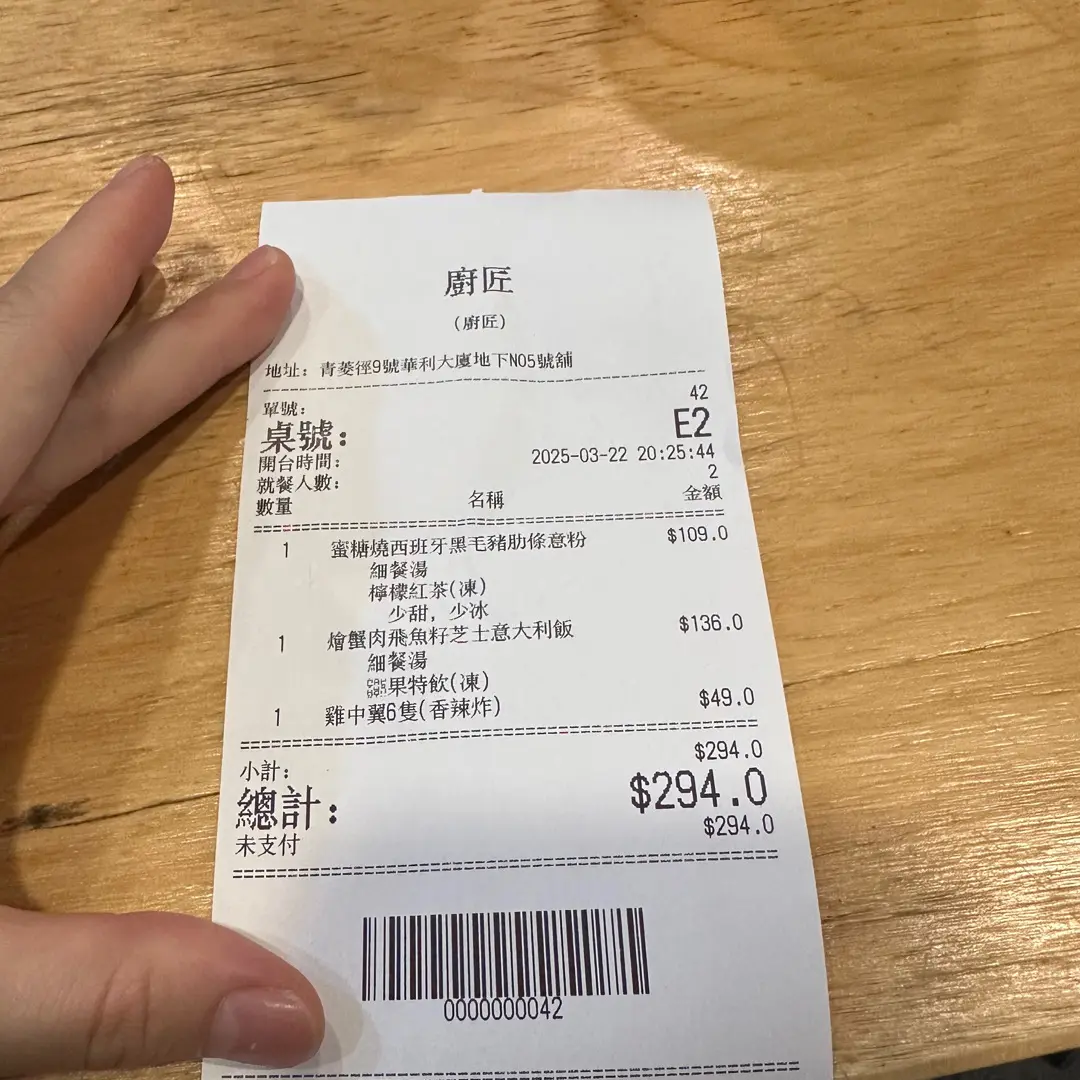 廚匠
(廚匠)
地址: 青菱徑9號華利大廈地下NO5號舖
單號: 42
桌號: E2
開台時間: 2025-03-22 20:25:44
就餐人數: 2
數量 名稱 金額
1 蜜糖燒西班牙黑毛豬肋條意粉 $109.0
細餐湯
檸檬紅茶(凍)
少甜, 少冰
1 燴蟹肉飛魚籽芝士意大利飯 $136.0
細餐湯
果特飲(凍)
1 雞中翼6隻(香辣炸) $49.0
小計: $294.0
總計: $294.0
未支付 $294.0
0000000042